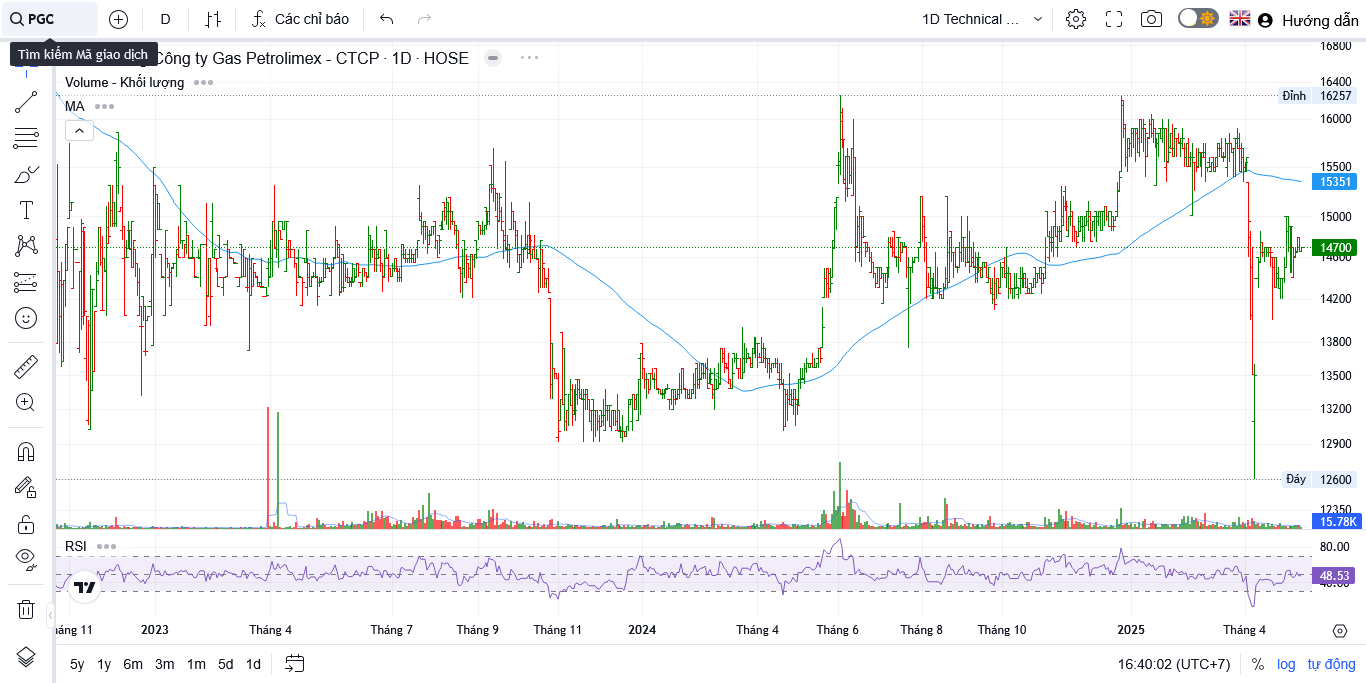 PGC
D
Các chỉ báo
1D Technical ...
Hướng dẫn
Tìm kiếm Mã giao dịch
Công ty Gas Petrolimex - CTCP · 1D · HOSE
Volume - Khối lượng
MA
16800
16400
Đỉnh 16257
16000
15500
15351
15000
14700
14600
14200
13800
13500
13200
12900
Đáy 12600
12350
15.78K
RSI
80.00
48.53
40.00
áng 11 2023 Tháng 4 Tháng 7 Tháng 9 Tháng 11 2024 Tháng 4 Tháng 6 Tháng 8 Tháng 10 2025 Tháng 4
5y 1y 6m 3m 1m 5d 1d
16:40:02 (UTC+7) % log tự động